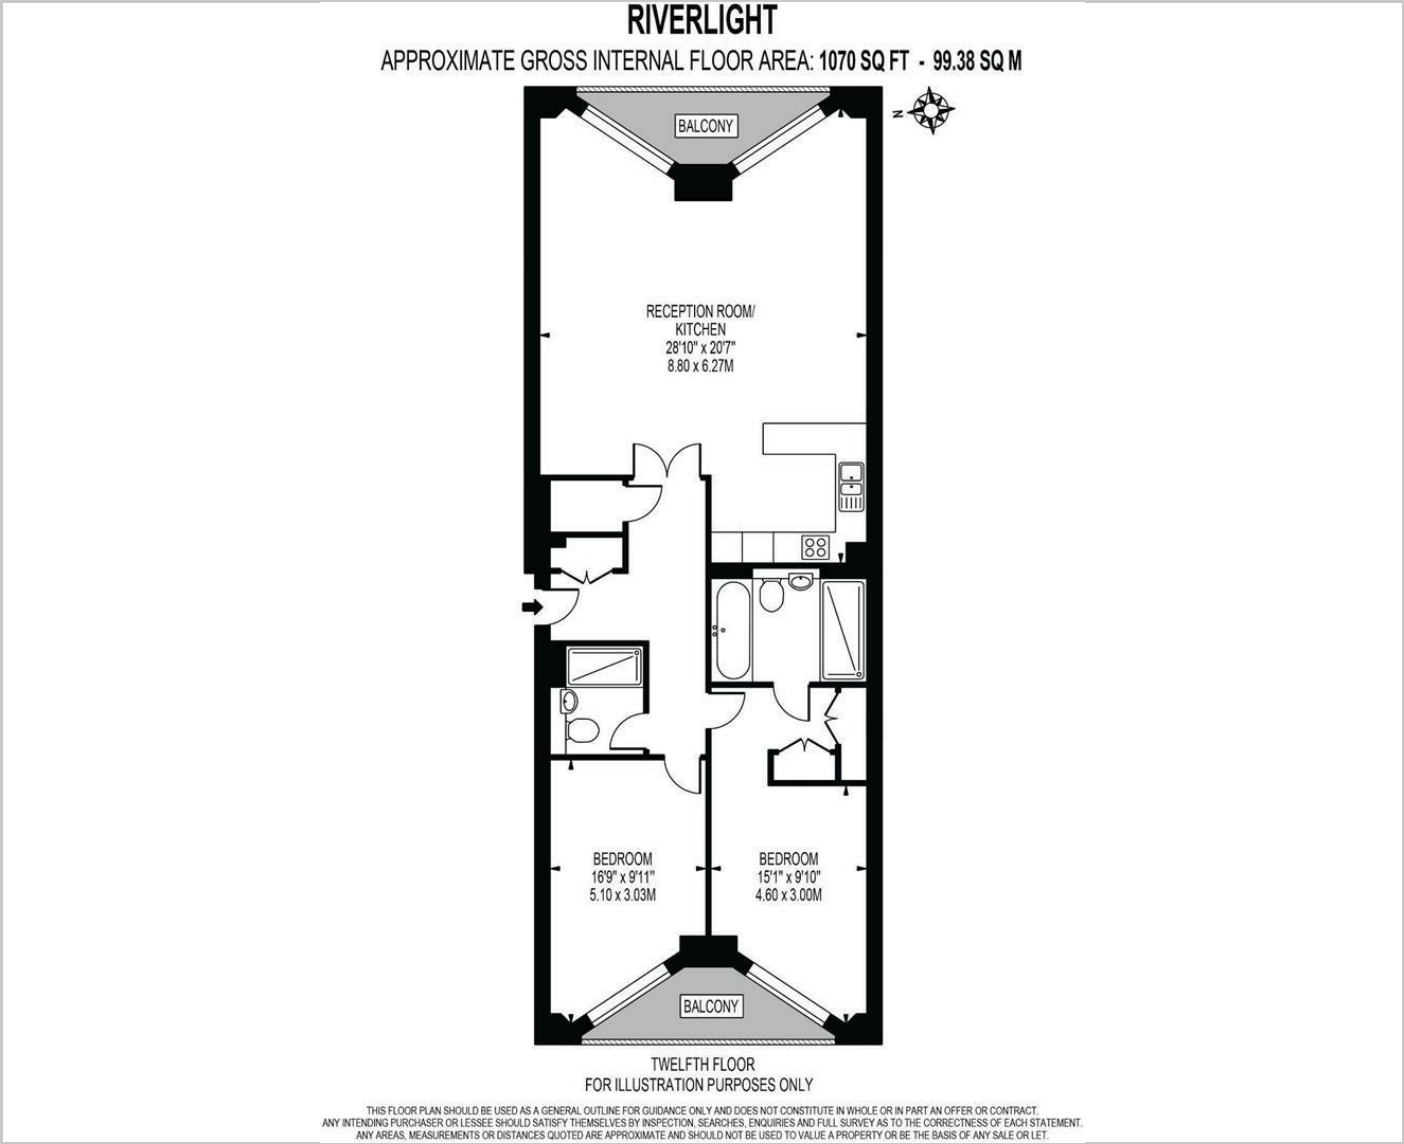 RIVERLIGHT
APPROXIMATE GROSS INTERNAL FLOOR AREA: 1070 SQ FT - 99.38 SQ M
BALCONY
N
RECEPTION ROOM/
KITCHEN
28'10" x 20'7"
8.80 x 6.27M
BEDROOM
16'9" x 9'11"
5.10 x 3.03M
BEDROOM
15'1" x 9'10"
4.60 x 3.00M
BALCONY
TWELFTH FLOOR
FOR ILLUSTRATION PURPOSES ONLY
THIS FLOOR PLAN SHOULD BE USED AS A GENERAL OUTLINE FOR GUIDANCE ONLY AND DOES NOT CONSTITUTE IN WHOLE OR IN PART AN OFFER OR CONTRACT.
ANY INTENDING PURCHASER OR LESSEE SHOULD SATISFY THEMSELVES BY INSPECTION, SEARCHES, ENQUIRIES AND FULL SURVEY AS TO THE CORRECTNESS OF EACH STATEMENT.
ANY AREAS, MEASUREMENTS OR DISTANCES QUOTED ARE APPROXIMATE AND SHOULD NOT BE USED TO VALUE A PROPERTY OR BE THE BASIS OF ANY SALE OR LET.